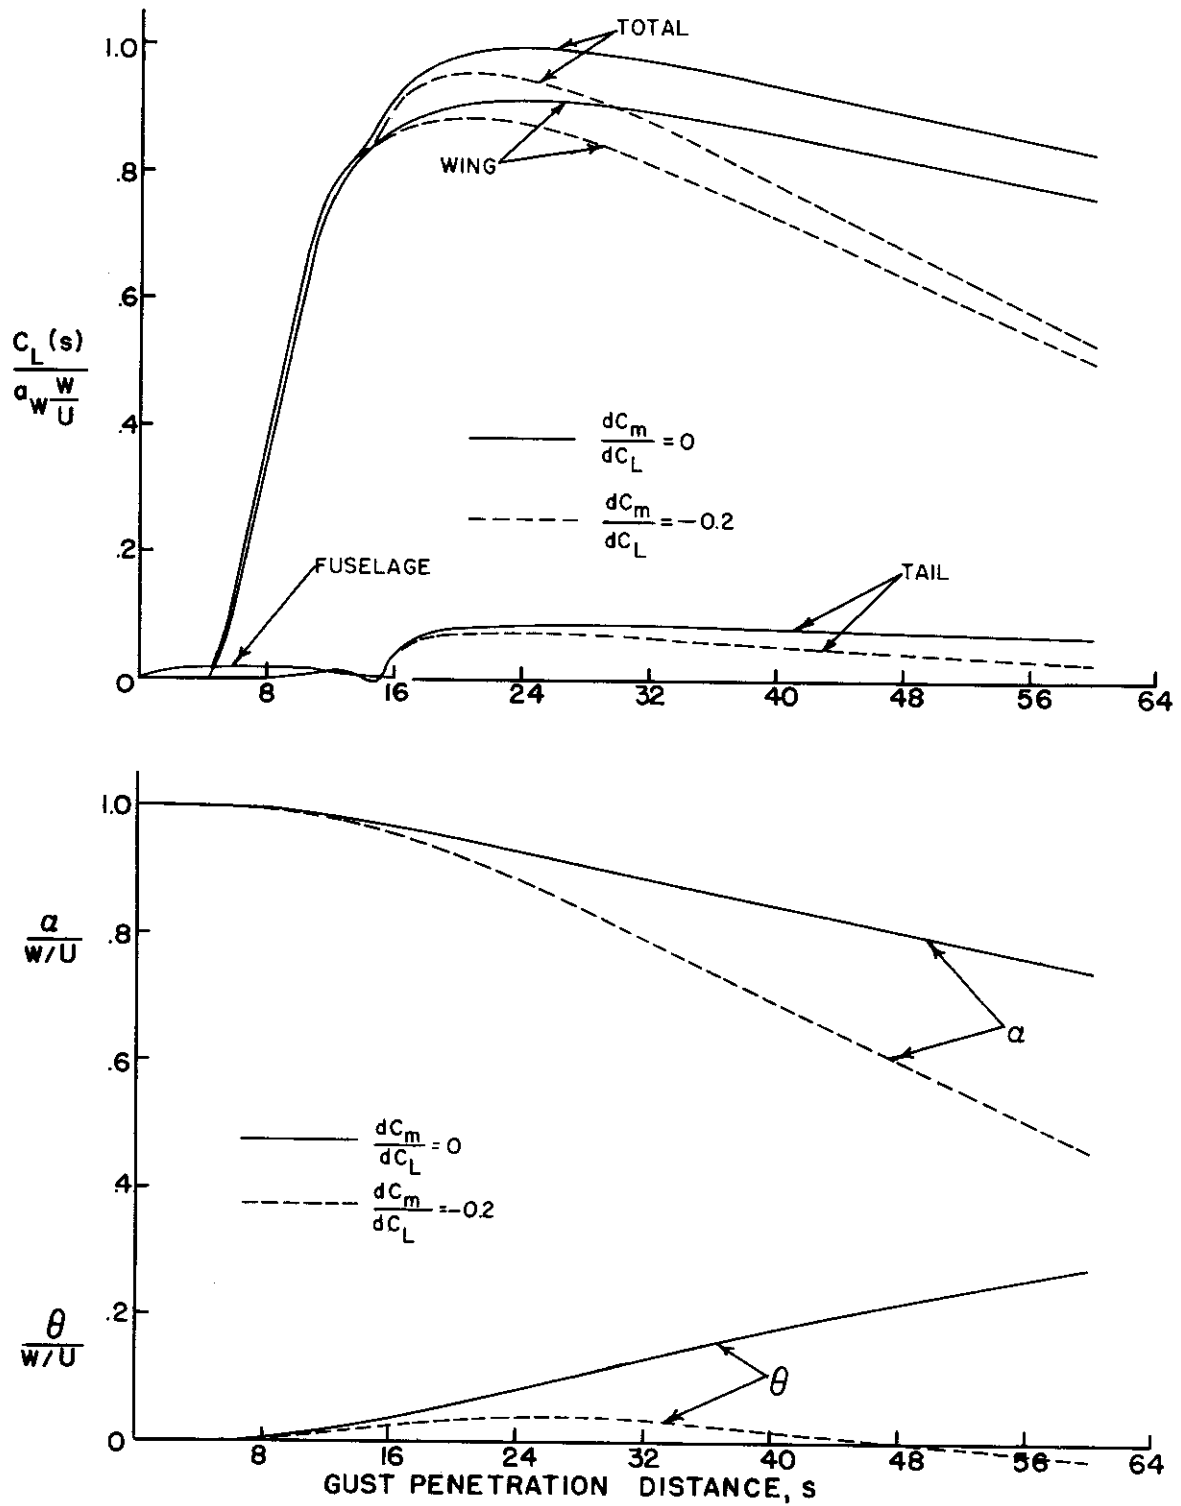 1.0
TOTAL
.8
WING
.6
C_L(s)
a_W W/U
.4
dC_m/dC_L = 0
dC_m/dC_L = -0.2
.2
FUSELAGE
TAIL
0
8 16 24 32 40 48 56 64
1.0
α
W/U
.8
α
.6
dC_m/dC_L = 0
.4
dC_m/dC_L = -0.2
.2
θ
W/U
θ
0
8 16 24 32 40 48 56 64
GUST PENETRATION DISTANCE, s